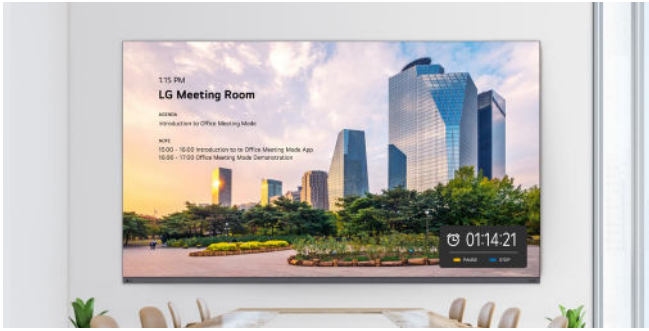 1:15 PM
LG Meeting Room
AGENDA
Introduction to Office Meeting Mode
NOTE
15:00 - 16:00 Introduction to to Office Meeting Mode App
16:00 - 17:00 Office Meeting Mode Demonstration
01:14:21
PAUSE STOP